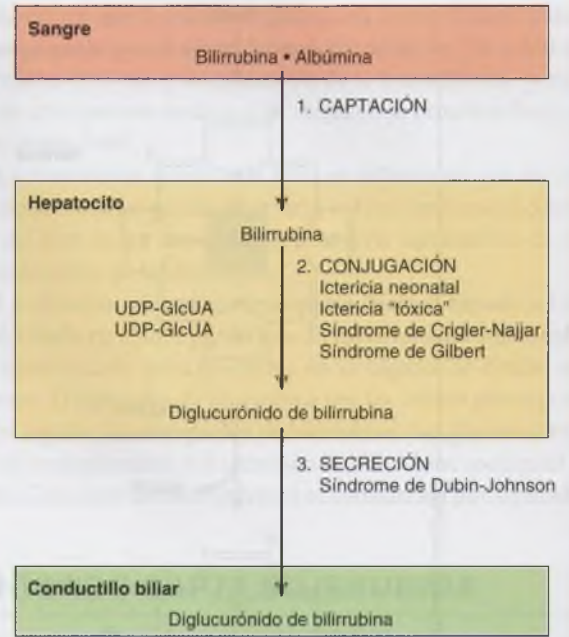 Sangre
Bilirrubina • Albúmina
1. CAPTACIÓN
Hepatocito
Bilirrubina
2. CONJUGACIÓN
Ictericia neonatal
Ictericia "tóxica"
Síndrome de Crigler-Najjar
Síndrome de Gilbert
UDP-GlcUA
UDP-GlcUA
Diglucurónido de bilirrubina
3. SECRECIÓN
Síndrome de Dubin-Johnson
Conductillo biliar
Diglucurónido de bilirrubina